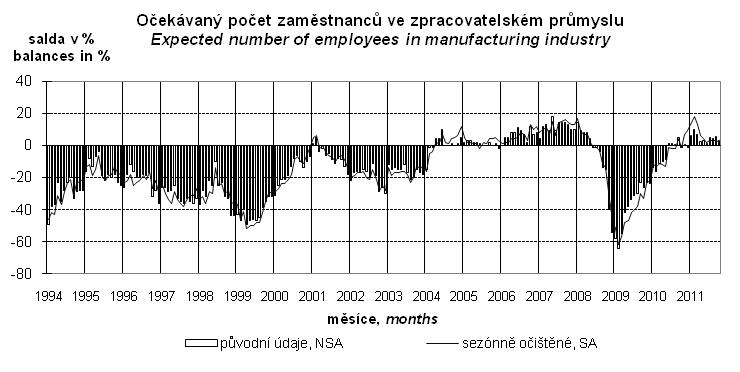 Očekávaný počet zaměstnanců ve zpracovatelském průmyslu
Expected number of employees in manufacturing industry
salda v %
balances in %
40
20
0
-20
-40
-60
-80
1994 1995 1996 1997 1998 1999 2000 2001 2002 2003 2004 2005 2006 2007 2008 2009 2010 2011
měsíce, months
původní údaje, NSA
sezónně očištěné, SA